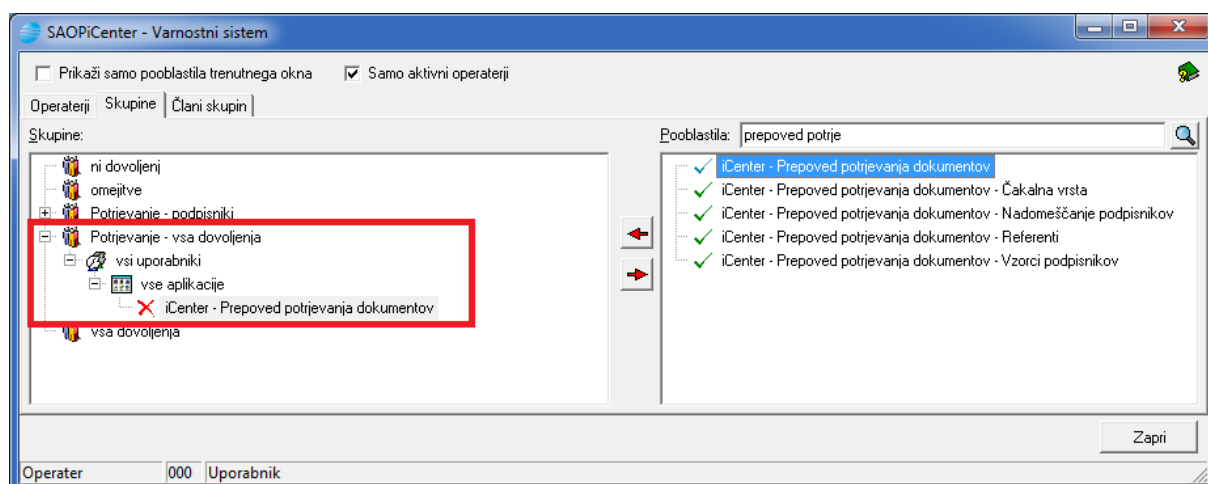 SAOPiCenter - Varnostni sistem
Prikaži samo pooblastila trenutnega okna
Samo aktivni operaterji
Operaterji
Skupine
Člani skupin
Skupine:
ni dovoljenj
omejitve
Potrjevanje - podpisniki
Potrjevanje - vsa dovoljenja
vsi uporabniki
vse aplikacije
iCenter - Prepoved potrjevanja dokumentov
vsa dovoljenja
Pooblastila:
prepoved potrje
iCenter - Prepoved potrjevanja dokumentov
iCenter - Prepoved potrjevanja dokumentov - Čakalna vrsta
iCenter - Prepoved potrjevanja dokumentov - Nadomeščanje podpisnikov
iCenter - Prepoved potrjevanja dokumentov - Referenti
iCenter - Prepoved potrjevanja dokumentov - Vzorci podpisnikov
Zapri
Operater
000
Uporabnik